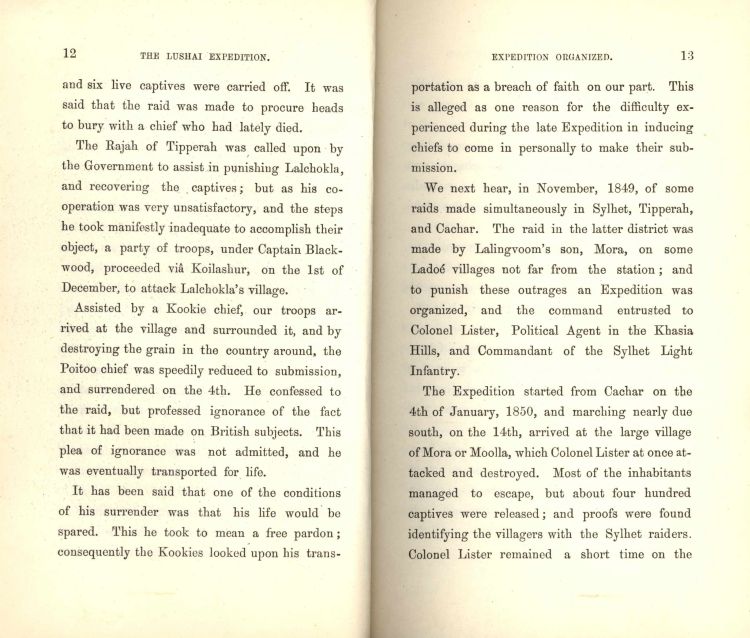 12 THE LUSHAI EXPEDITION.
and six live captives were carried off. It was
said that the raid was made to procure heads
to bury with a chief who had lately died.
The Rajah of Tipperah was called upon by
the Government to assist in punishing Lalchokla,
and recovering the captives; but as his co-
operation was very unsatisfactory, and the steps
he took manifestly inadequate to accomplish their
object, a party of troops, under Captain Black-
wood, proceeded viâ Koilashur, on the 1st of
December, to attack Lalchokla's village.
Assisted by a Kookie chief, our troops ar-
rived at the village and surrounded it, and by
destroying the grain in the country around, the
Poitoo chief was speedily reduced to submission,
and surrendered on the 4th. He confessed to
the raid, but professed ignorance of the fact
that it had been made on British subjects. This
plea of ignorance was not admitted, and he
was eventually transported for life.
It has been said that one of the conditions
of his surrender was that his life would be
spared. This he took to mean a free pardon;
consequently the Kookies looked upon his trans-
EXPEDITION ORGANIZED. 13
portation as a breach of faith on our part. This
is alleged as one reason for the difficulty ex-
perienced during the late Expedition in inducing
chiefs to come in personally to make their sub-
mission.
We next hear, in November, 1849, of some
raids made simultaneously in Sylhet, Tipperah,
and Cachar. The raid in the latter district was
made by Lalingvoom's son, Mora, on some
Ladoé villages not far from the station; and
to punish these outrages an Expedition was
organized, and the command entrusted to
Colonel Lister, Political Agent in the Khasia
Hills, and Commandant of the Sylhet Light
Infantry.
The Expedition started from Cachar on the
4th of January, 1850, and marching nearly due
south, on the 14th, arrived at the large village
of Mora or Moolla, which Colonel Lister at once at-
tacked and destroyed. Most of the inhabitants
managed to escape, but about four hundred
captives were released; and proofs were found
identifying the villagers with the Sylhet raiders.
Colonel Lister remained a short time on the